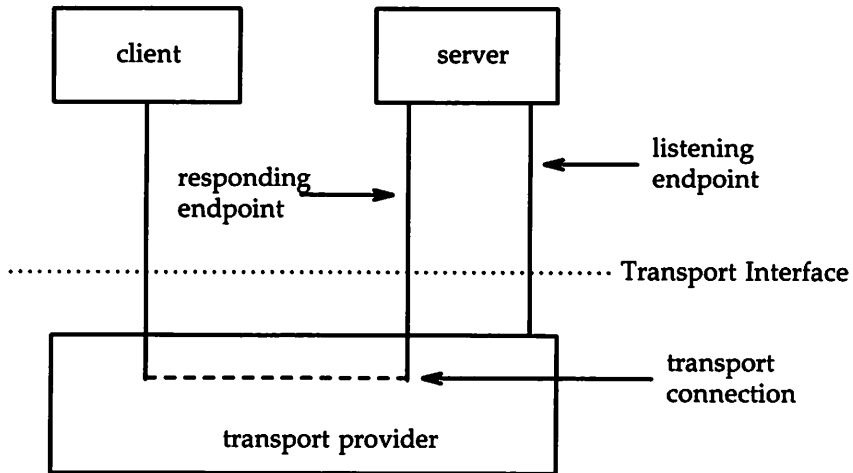 client
server
listening
endpoint
responding
endpoint
Transport Interface
transport
connection
transport provider